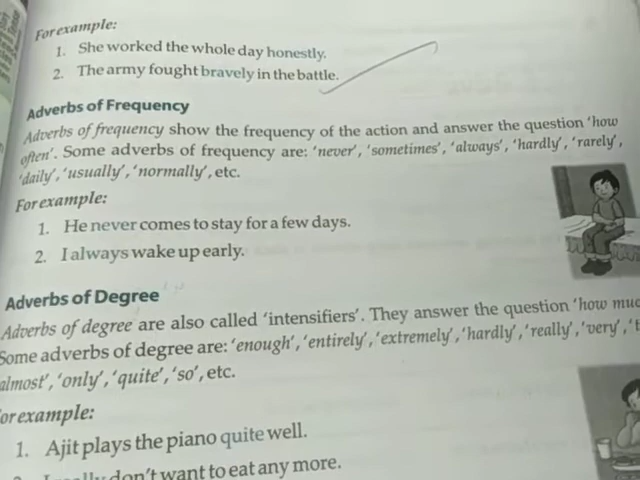 For example:
1. She worked the whole day honestly.
2. The army fought bravely in the battle.
Adverbs of Frequency
Adverbs of frequency show the frequency of the action and answer the question 'how
often'. Some adverbs of frequency are: 'never', 'sometimes', 'always', 'hardly', 'rarely',
'daily', 'usually', 'normally', etc.
For example:
1. He never comes to stay for a few days.
2. I always wake up early.
Adverbs of Degree
Adverbs of degree are also called 'intensifiers'. They answer the question 'how
Some adverbs of degree are: 'enough', 'entirely', 'extremely', 'hardly', 'really', 'very',
almost', 'only', 'quite', 'so', etc.
or example:
1. Ajit plays the piano quite well.
don't want to eat any more.